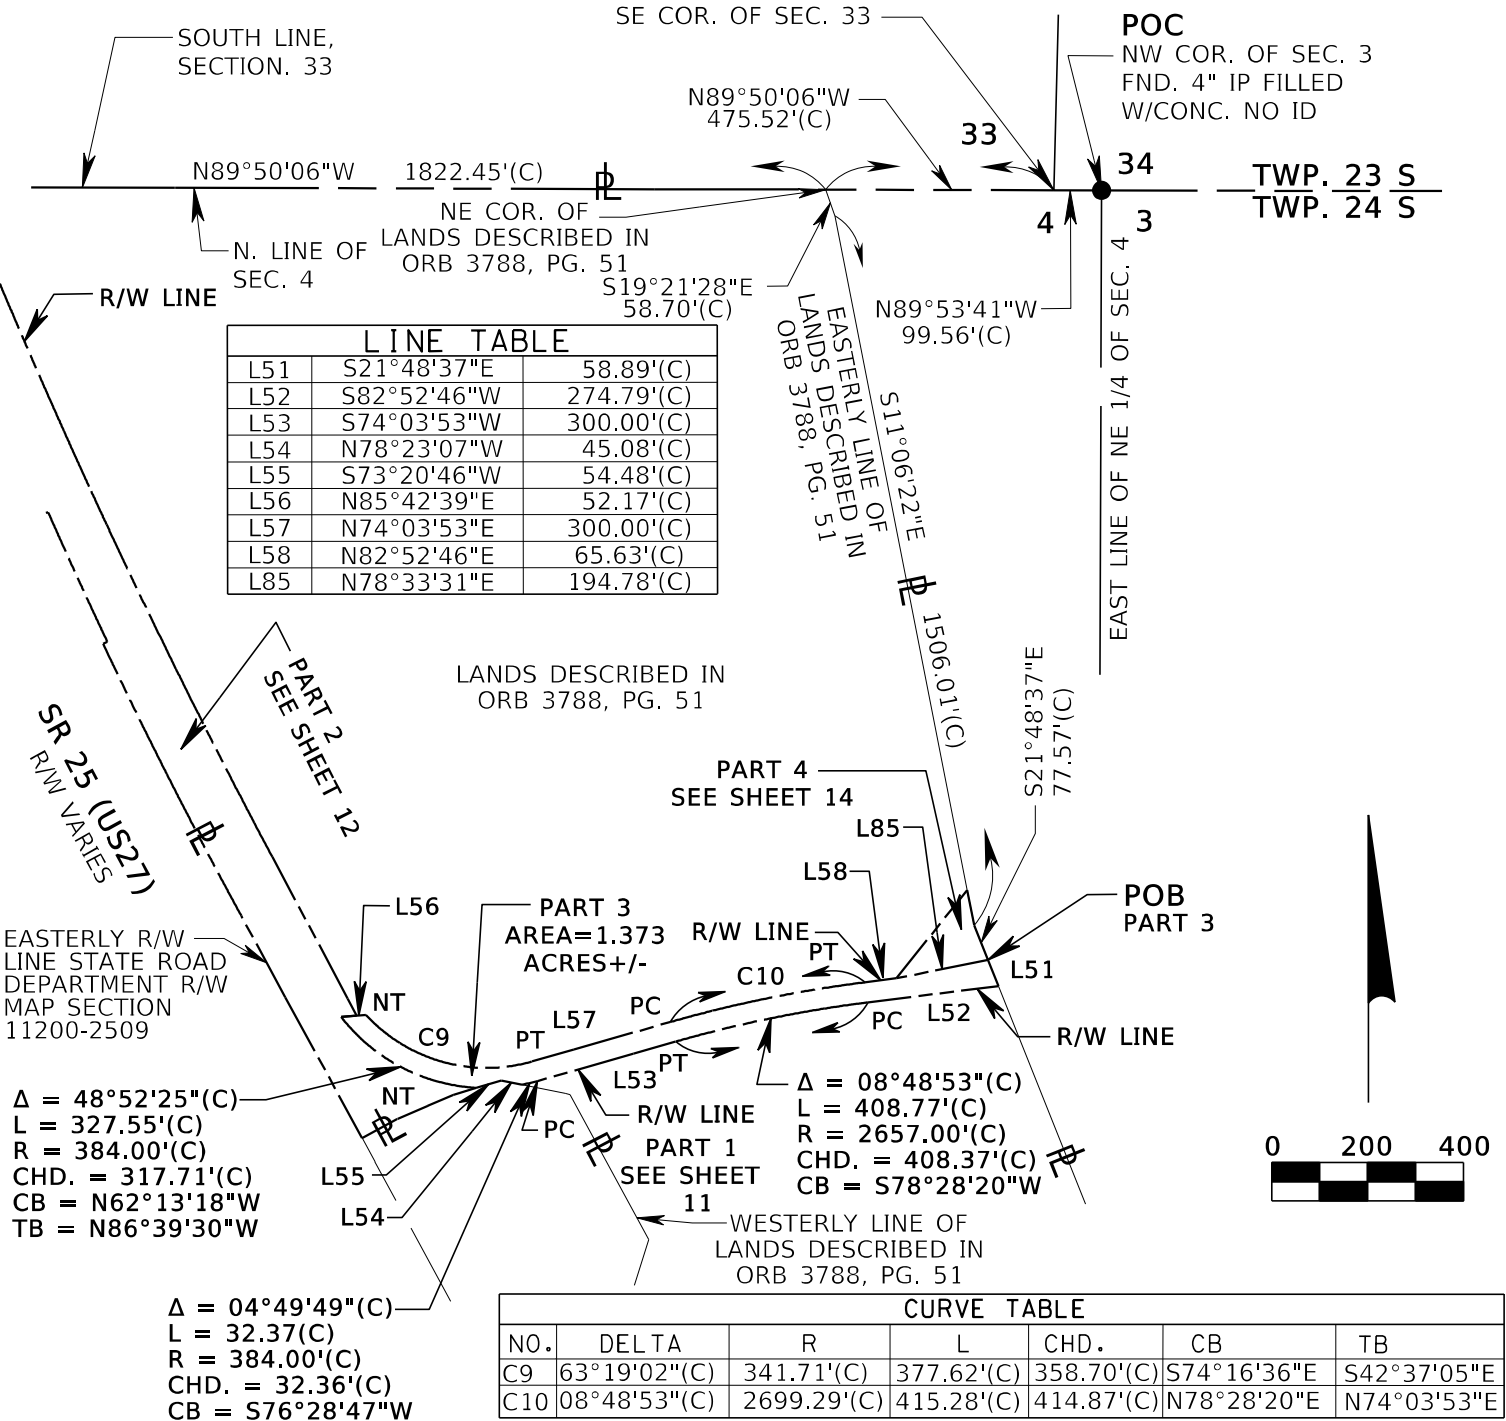 SOUTH LINE,
SECTION. 33
SE COR. OF SEC. 33
POC
NW COR. OF SEC. 3
FND. 4" IP FILLED
W/CONC. NO ID
N89°50'06"W
475.52'(C)
33
34
N89°50'06"W 1822.45'(C)
PL
TWP. 23 S
TWP. 24 S
4
3
NE COR. OF
LANDS DESCRIBED IN
ORB 3788, PG. 51
N. LINE OF
SEC. 4
R/W LINE
S19°21'28"E
58.70'(C)
N89°53'41"W
99.56'(C)
EAST LINE OF NE 1/4 OF SEC. 4
LINE TABLE
L51 S21°48'37"E 58.89'(C)
L52 S82°52'46"W 274.79'(C)
L53 S74°03'53"W 300.00'(C)
L54 N78°23'07"W 45.08'(C)
L55 S73°20'46"W 54.48'(C)
L56 N85°42'39"E 52.17'(C)
L57 N74°03'53"E 300.00'(C)
L58 N82°52'46"E 65.63'(C)
L85 N78°33'31"E 194.78'(C)
EASTERLY LINE OF
LANDS DESCRIBED IN
ORB 3788, PG. 51
S11°06'22"E
PL
1506.01'(C)
S21°48'37"E
77.57'(C)
LANDS DESCRIBED IN
ORB 3788, PG. 51
PART 2
SEE SHEET 12
SR 25 (US27)
R/W VARIES
PL
PART 4
SEE SHEET 14
L85
L58
POB
PART 3
L56
PART 3
AREA=1.373
ACRES+/-
R/W LINE
PT
EASTERLY R/W
LINE STATE ROAD
DEPARTMENT R/W
MAP SECTION
11200-2509
NT
C9
PT
L57
PC
C10
L51
L52
PC
R/W LINE
PT
L53
NT
R/W LINE
PC
PL
PL
PL
Δ = 48°52'25"(C)
L = 327.55'(C)
R = 384.00'(C)
CHD. = 317.71'(C)
CB = N62°13'18"W
TB = N86°39'30"W
L55
L54
PART 1
SEE SHEET
11
Δ = 08°48'53"(C)
L = 408.77'(C)
R = 2657.00'(C)
CHD. = 408.37'(C)
CB = S78°28'20"W
0 200 400
WESTERLY LINE OF
LANDS DESCRIBED IN
ORB 3788, PG. 51
Δ = 04°49'49"(C)
L = 32.37(C)
R = 384.00'(C)
CHD. = 32.36'(C)
CB = S76°28'47"W
CURVE TABLE
NO. DELTA R L CHD. CB TB
C9 63°19'02"(C) 341.71'(C) 377.62'(C) 358.70'(C) S74°16'36"E S42°37'05"E
C10 08°48'53"(C) 2699.29'(C) 415.28'(C) 414.87'(C) N78°28'20"E N74°03'53"E